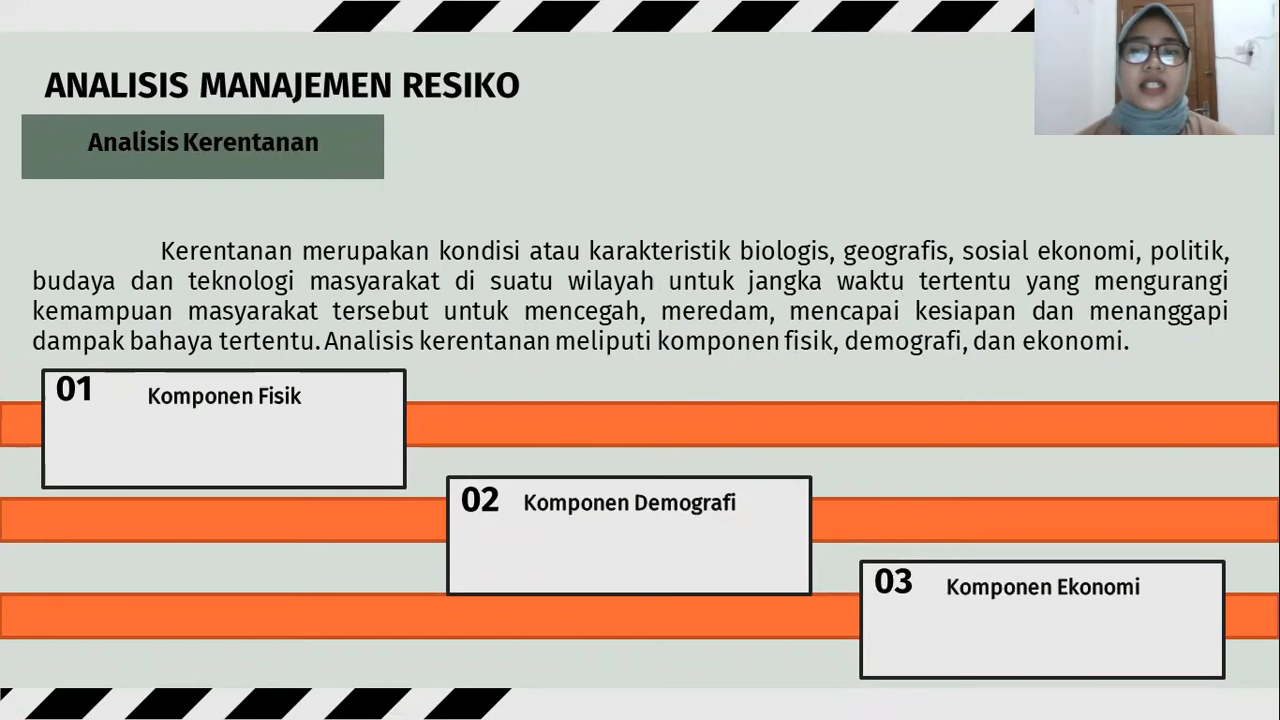 ANALISIS MANAJEMEN RESIKO
Analisis Kerentanan
Kerentanan merupakan kondisi atau karakteristik biologis, geografis, sosial ekonomi, politik,
budaya dan teknologi masyarakat di suatu wilayah untuk jangka waktu tertentu yang mengurangi
kemampuan masyarakat tersebut untuk mencegah, meredam, mencapai kesiapan dan menanggapi
dampak bahaya tertentu. Analisis kerentanan meliputi komponen fisik, demografi, dan ekonomi.
01 Komponen Fisik
02 Komponen Demografi
03 Komponen Ekonomi